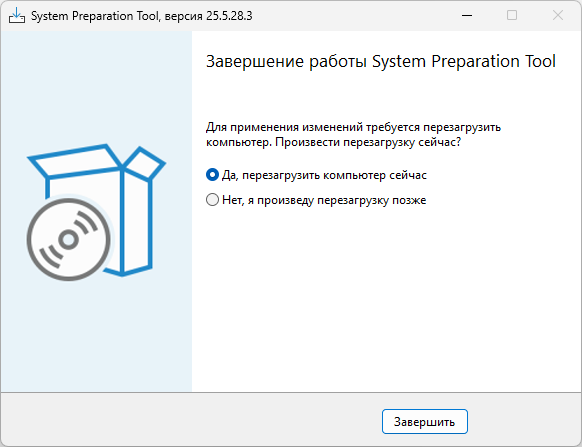 System Preparation Tool, версия 25.5.28.3
Завершение работы System Preparation Tool
Для применения изменений требуется перезагрузить
компьютер. Произвести перезагрузку сейчас?
Да, перезагрузить компьютер сейчас
Нет, я произведу перезагрузку позже
Завершить